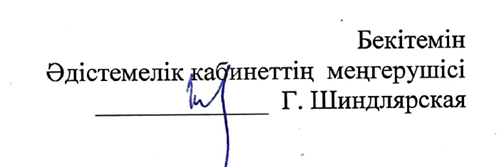 Бекітемін
Әдістемелік кабинеттің меңгерушісі
Г. Шиндлярская